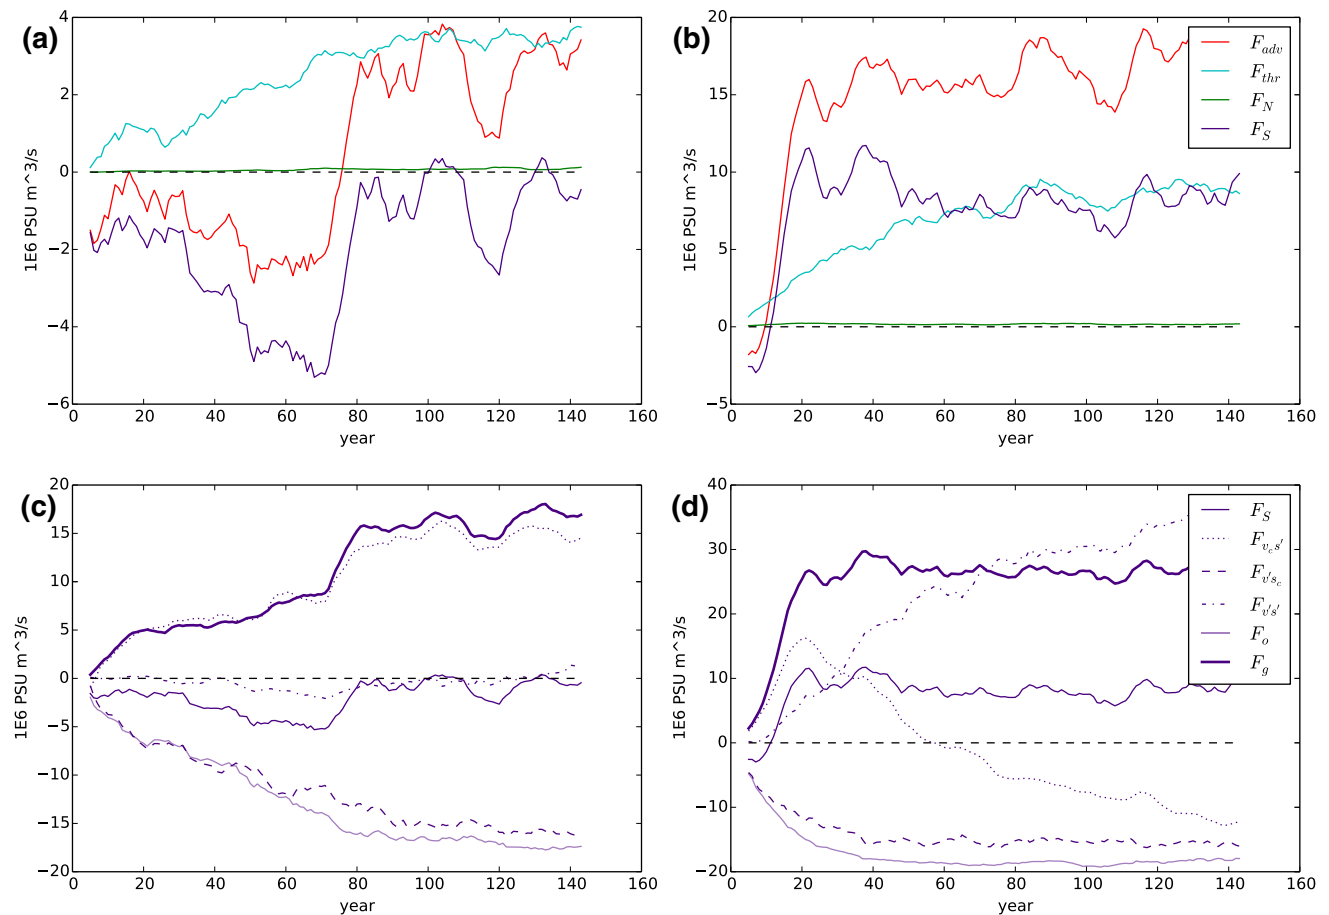 (a)
4
2
0
−2
−4
−6
1E6 PSU m^3/s
0 20 40 60 80 100 120 140 160
year
(b)
20
15
10
5
0
−5
1E6 PSU m^3/s
0 20 40 60 80 100 120 140 160
year
F_adv
F_thr
F_N
F_S
(c)
20
15
10
5
0
−5
−10
−15
−20
1E6 PSU m^3/s
0 20 40 60 80 100 120 140 160
year
(d)
40
30
20
10
0
−10
−20
1E6 PSU m^3/s
0 20 40 60 80 100 120 140 160
year
F_S
F_{v_c s'}
F_{v's_c}
F_{v's'}
F_o
F_g